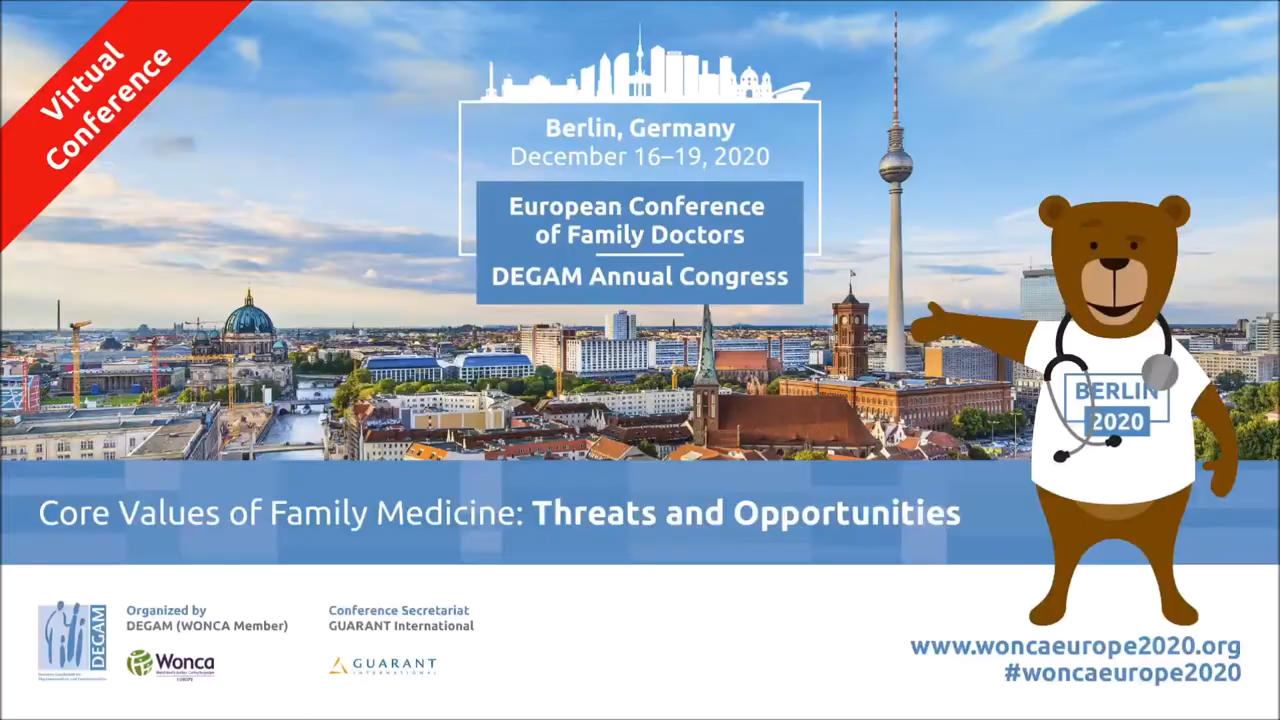 Virtual
Conference
Berlin, Germany
December 16–19, 2020
European Conference
of Family Doctors
DEGAM Annual Congress
BERLIN
2020
Core Values of Family Medicine: Threats and Opportunities
DEGAM
Organized by
DEGAM (WONCA Member)
Wonca
EUROPE
Conference Secretariat
GUARANT International
GUARANT
INTERNATIONAL
www.woncaeurope2020.org
#woncaeurope2020